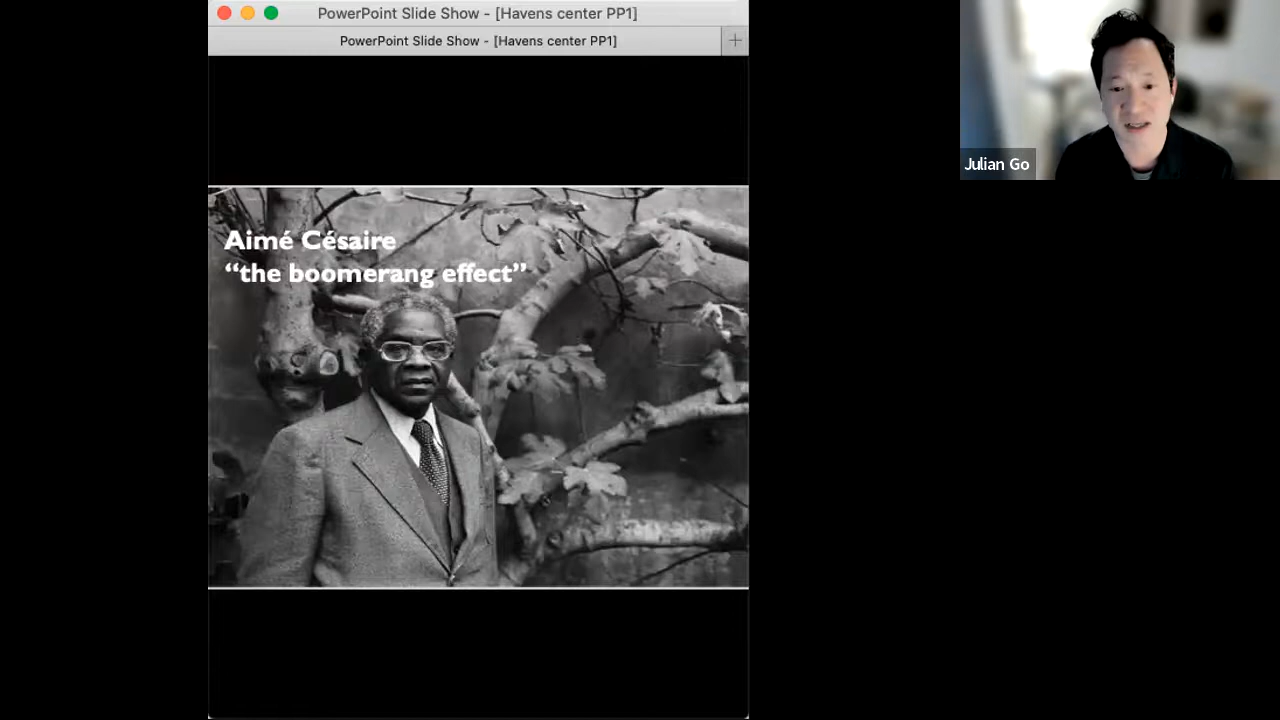 PowerPoint Slide Show - [Havens center PP1]
PowerPoint Slide Show - [Havens center PP1]
Aimé Césaire
“the boomerang effect”
Julian Go